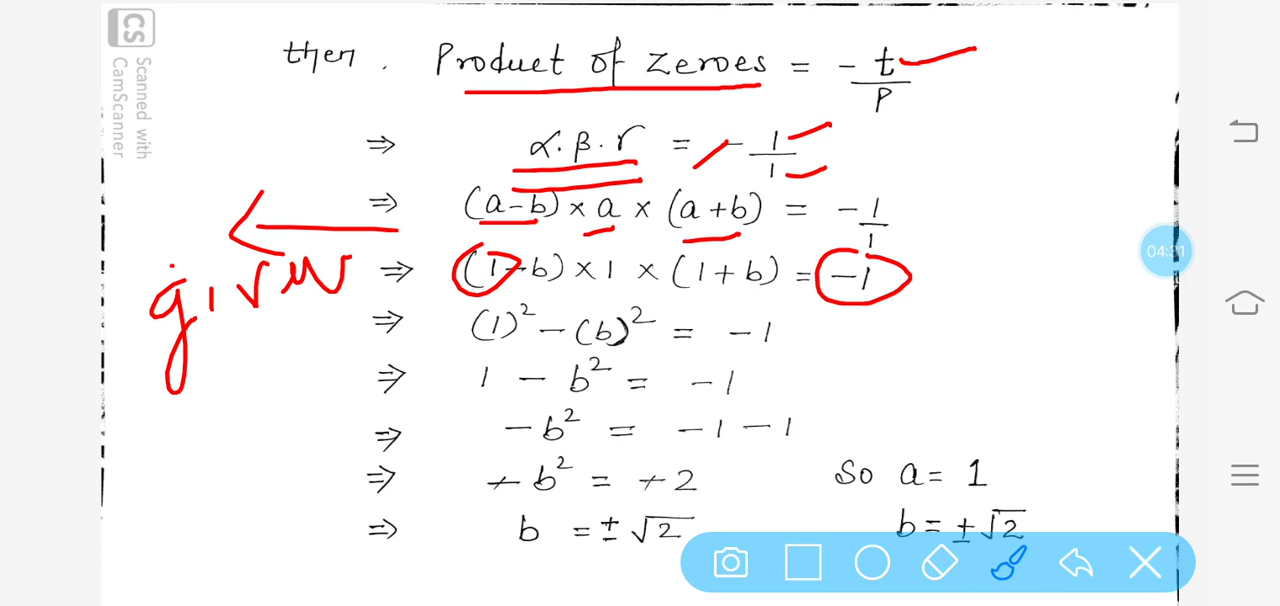 CS Scanned with CamScanner
then . Product of Zeroes = - t/P
⇒ α.β.r = - 1/1
⇒ (a-b) × a × (a+b) = - 1/1
⇒ (1-b) × 1 × (1+b) = -1
⇒ (1)² - (b)² = -1
⇒ 1 - b² = -1
⇒ -b² = -1-1
⇒ +b² = +2
⇒ b = ±√2
So a = 1
b = ±√2
given
04:31